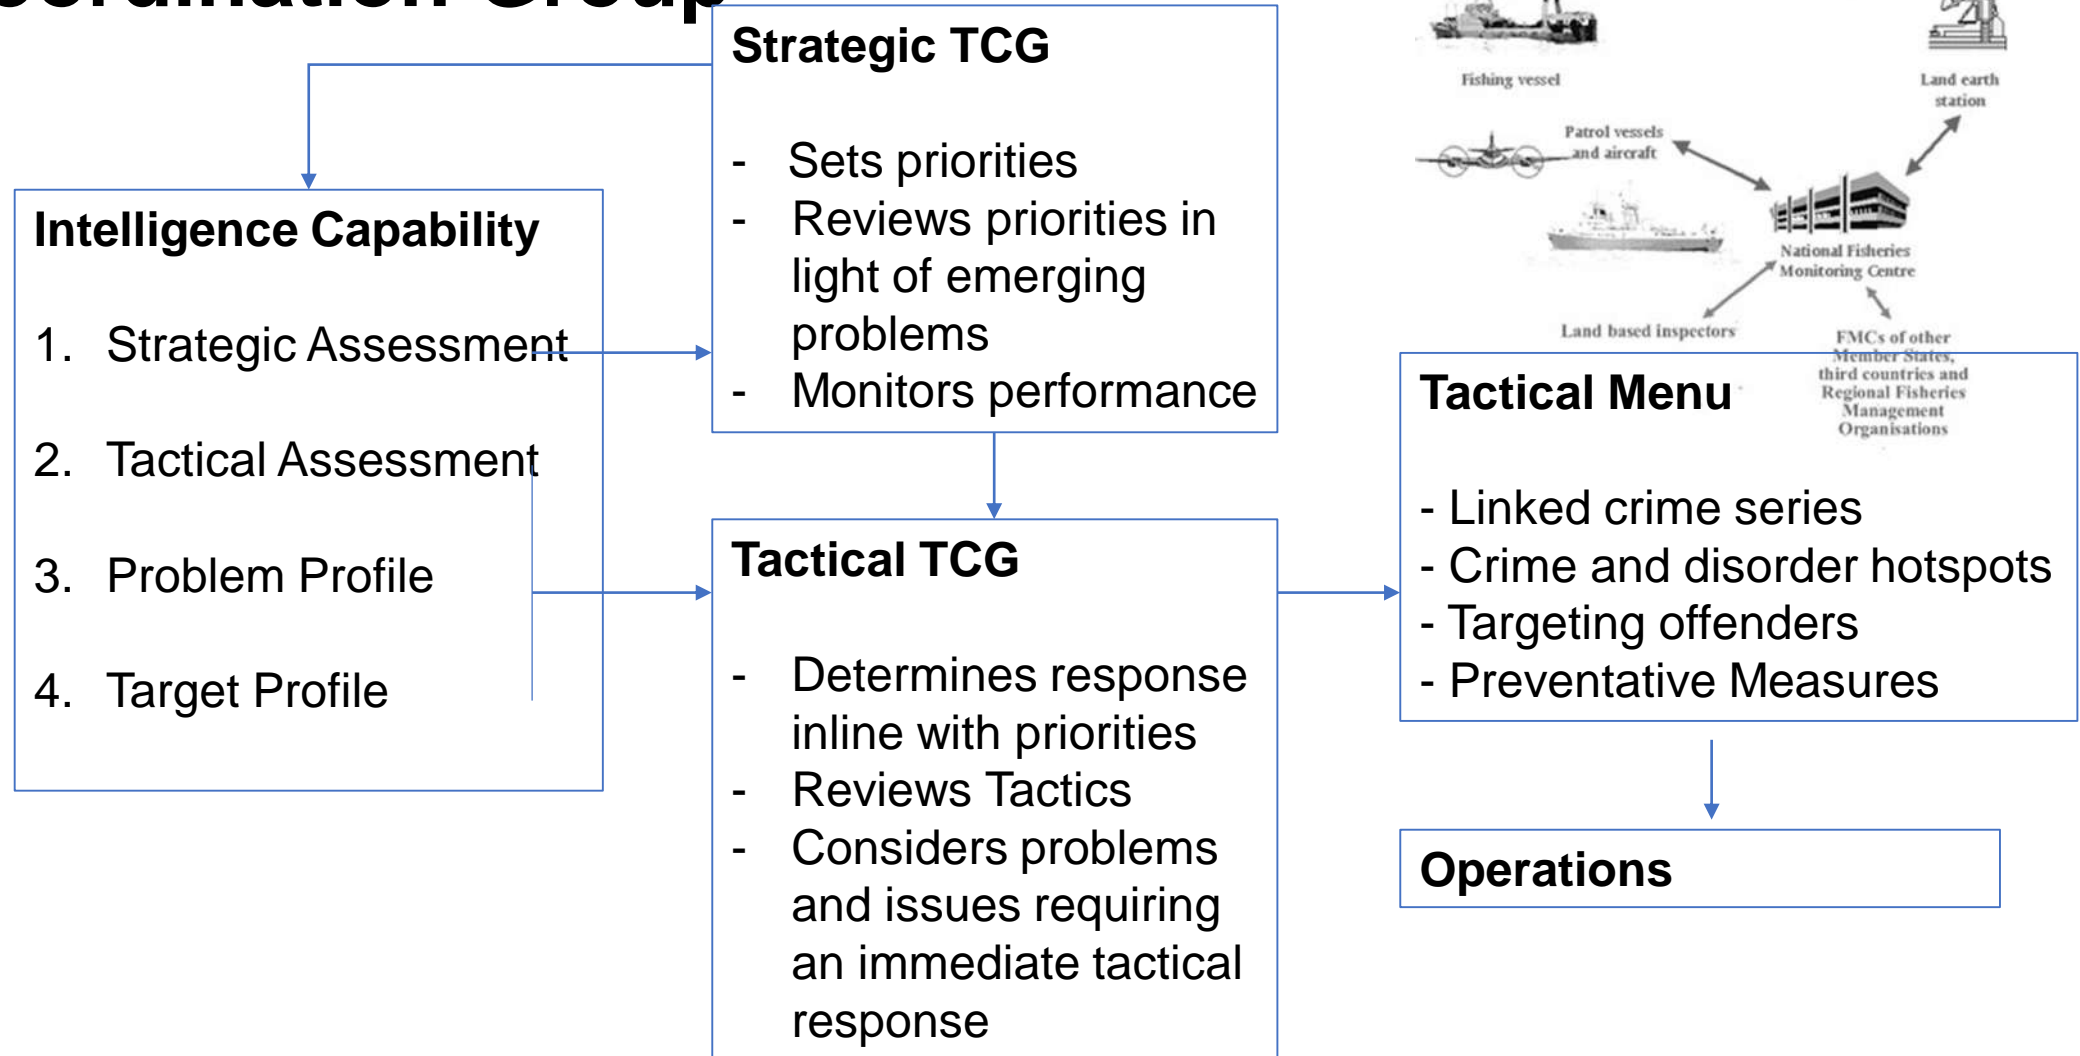 Coordination Group
Strategic TCG
- Sets priorities
- Reviews priorities in
light of emerging
problems
- Monitors performance
Intelligence Capability
1. Strategic Assessment
2. Tactical Assessment
3. Problem Profile
4. Target Profile
Tactical TCG
- Determines response
inline with priorities
- Reviews Tactics
- Considers problems
and issues requiring
an immediate tactical
response
Fishing vessel
Land earth
station
Patrol vessels
and aircraft
National Fisheries
Monitoring Centre
Land based inspectors
FMCs of other
Member States,
third countries and
Regional Fisheries
Management
Organisations
Tactical Menu
- Linked crime series
- Crime and disorder hotspots
- Targeting offenders
- Preventative Measures
Operations